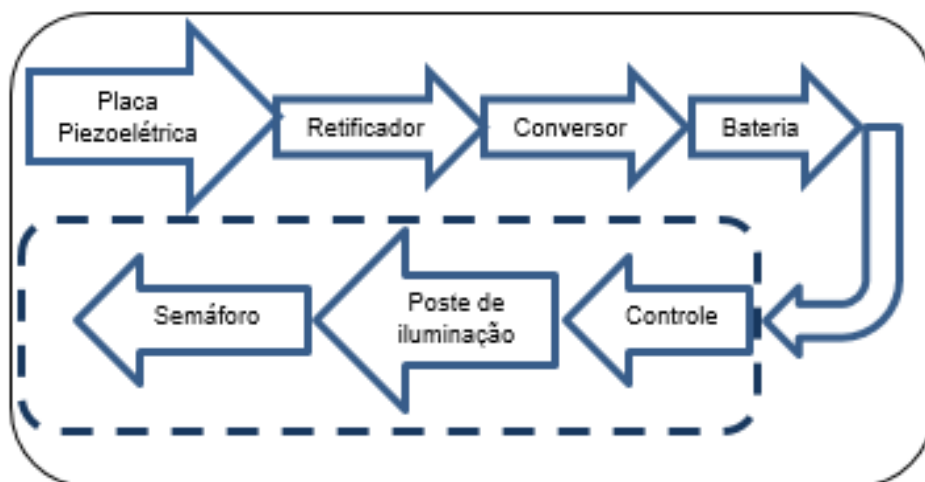 Placa
Piezoelétrica
Retificador
Conversor
Bateria
Controle
Poste de
iluminação
Semáforo